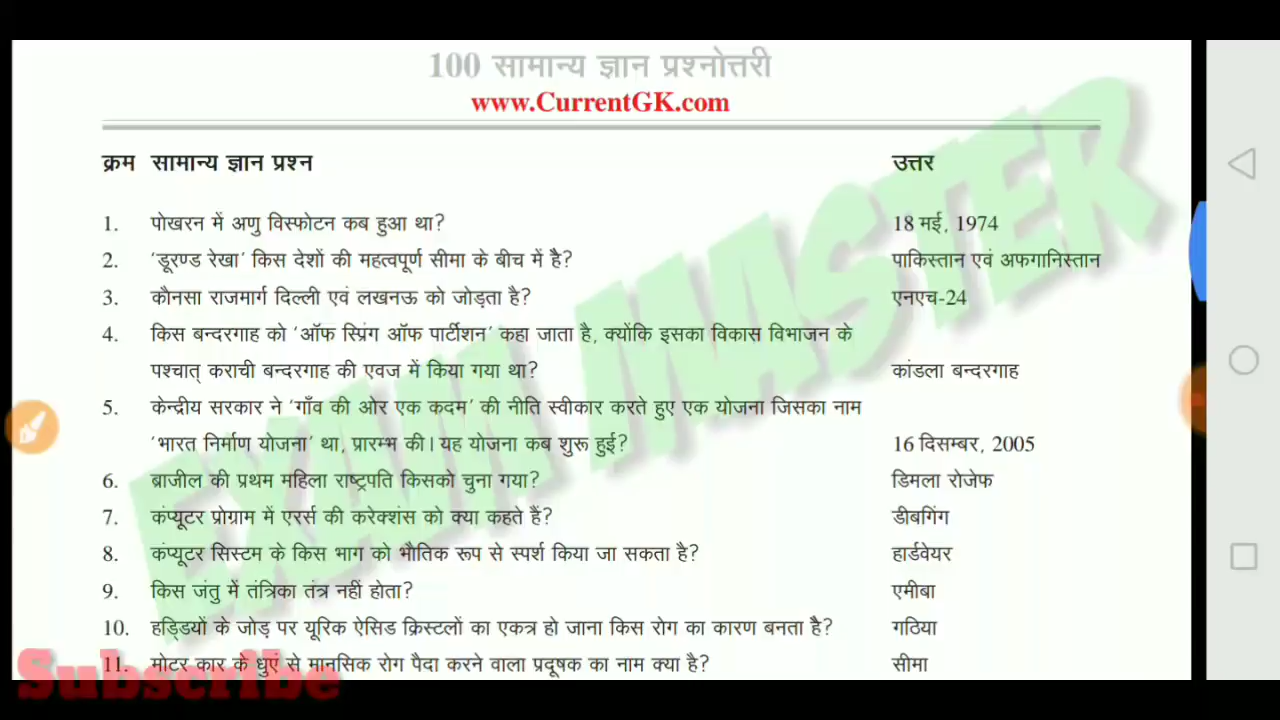 100 सामान्य ज्ञान प्रश्नोत्तरी
www.CurrentGK.com
क्रम सामान्य ज्ञान प्रश्न उत्तर
1. पोखरन में अणु विस्फोटन कब हुआ था? 18 मई, 1974
2. 'डूरण्ड रेखा' किस देशों की महत्वपूर्ण सीमा के बीच में है? पाकिस्तान एवं अफगानिस्तान
3. कौनसा राजमार्ग दिल्ली एवं लखनऊ को जोड़ता है? एनएच-24
4. किस बन्दरगाह को 'ऑफ स्प्रिंग ऑफ पार्टीशन' कहा जाता है, क्योंकि इसका विकास विभाजन के
पश्चात् कराची बन्दरगाह की एवज में किया गया था? कांडला बन्दरगाह
5. केन्द्रीय सरकार ने 'गाँव की ओर एक कदम' की नीति स्वीकार करते हुए एक योजना जिसका नाम
'भारत निर्माण योजना' था, प्रारम्भ की। यह योजना कब शुरू हुई? 16 दिसम्बर, 2005
6. ब्राजील की प्रथम महिला राष्ट्रपति किसको चुना गया? डिमला रोजेफ
7. कंप्यूटर प्रोग्राम में एरर्स की करेक्शंस को क्या कहते हैं? डीबगिंग
8. कंप्यूटर सिस्टम के किस भाग को भौतिक रूप से स्पर्श किया जा सकता है? हार्डवेयर
9. किस जंतु में तंत्रिका तंत्र नहीं होता? एमीबा
10. हड्डियों के जोड़ पर यूरिक ऐसिड क्रिस्टलों का एकत्र हो जाना किस रोग का कारण बनता है? गठिया
11. मोटर कार के धुएं से मानसिक रोग पैदा करने वाला प्रदूषक का नाम क्या है? सीमा
EXAM MASTER
Subscribe